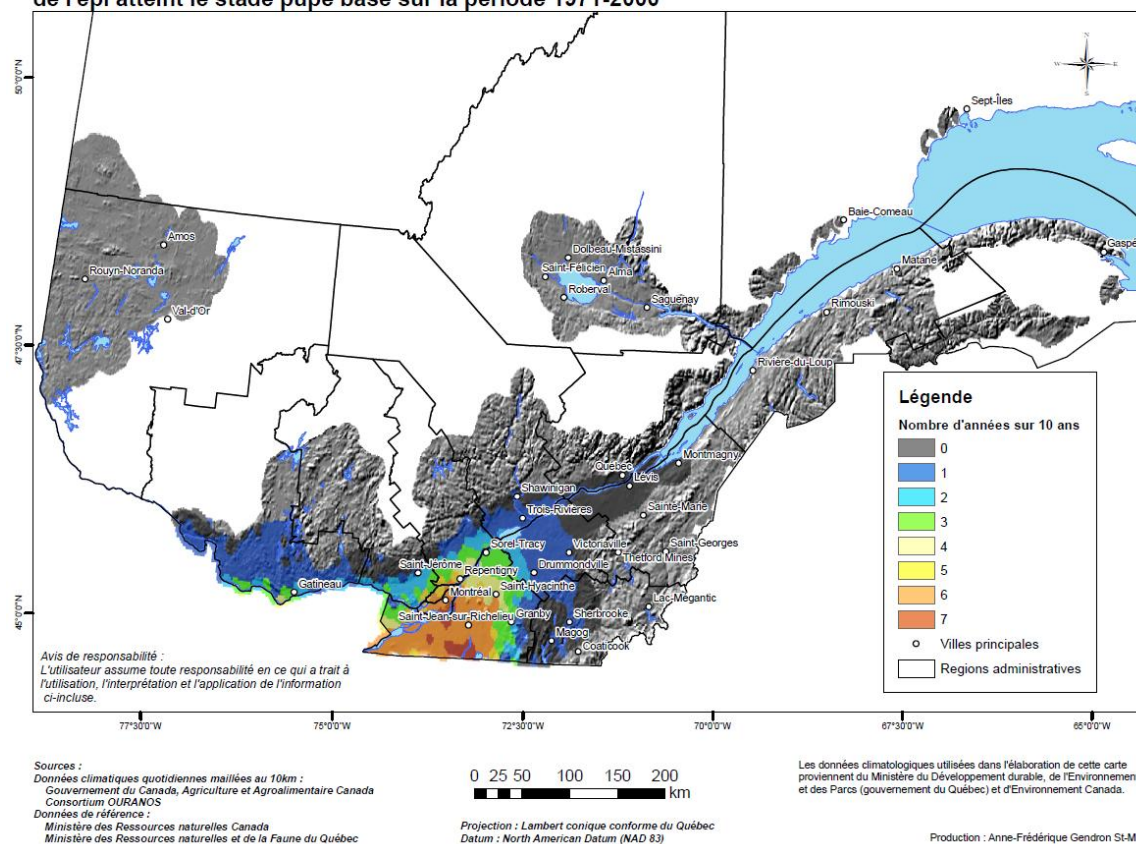 de l'épi atteint le stade pupe basé sur la période 1971-2000
N
W
E
S
50°0'0"N
47°30'0"N
45°0'0"N
Sept-Îles
Baie-Comeau
Gaspé
Matane
Rimouski
Amos
Rouyn-Noranda
Val-d'Or
Dolbeau-Mistassini
Saint-Félicien
Alma
Roberval
Saguenay
Rivière-du-Loup
Montmagny
Québec
Lévis
Shawinigan
Trois-Rivières
Sainte-Marie
Sorel-Tracy
Victoriaville
Saint-Georges
Thetford Mines
Saint-Jérôme
Repentigny
Drummondville
Gatineau
Montréal
Saint-Hyacinthe
Lac-Mégantic
Saint-Jean-sur-Richelieu
Granby
Sherbrooke
Magog
Coaticook
Légende
Nombre d'années sur 10 ans
0
1
2
3
4
5
6
7
Villes principales
Regions administratives
Avis de responsabilité :
L'utilisateur assume toute responsabilité en ce qui a trait à
l'utilisation, l'interprétation et l'application de l'information
ci-incluse.
77°30'0"W
75°0'0"W
72°30'0"W
70°0'0"W
67°30'0"W
65°0'0"W
Sources :
Données climatiques quotidiennes maillées au 10km :
Gouvernement du Canada, Agriculture et Agroalimentaire Canada
Consortium OURANOS
Données de référence :
Ministère des Ressources naturelles Canada
Ministère des Ressources naturelles et de la Faune du Québec
0 25 50 100 150 200
km
Projection : Lambert conique conforme du Québec
Datum : North American Datum (NAD 83)
Les données climatologiques utilisées dans l'élaboration de cette carte
proviennent du Ministère du Développement durable, de l'Environnemen
et des Parcs (gouvernement du Québec) et d'Environnement Canada.
Production : Anne-Frédérique Gendron St-M